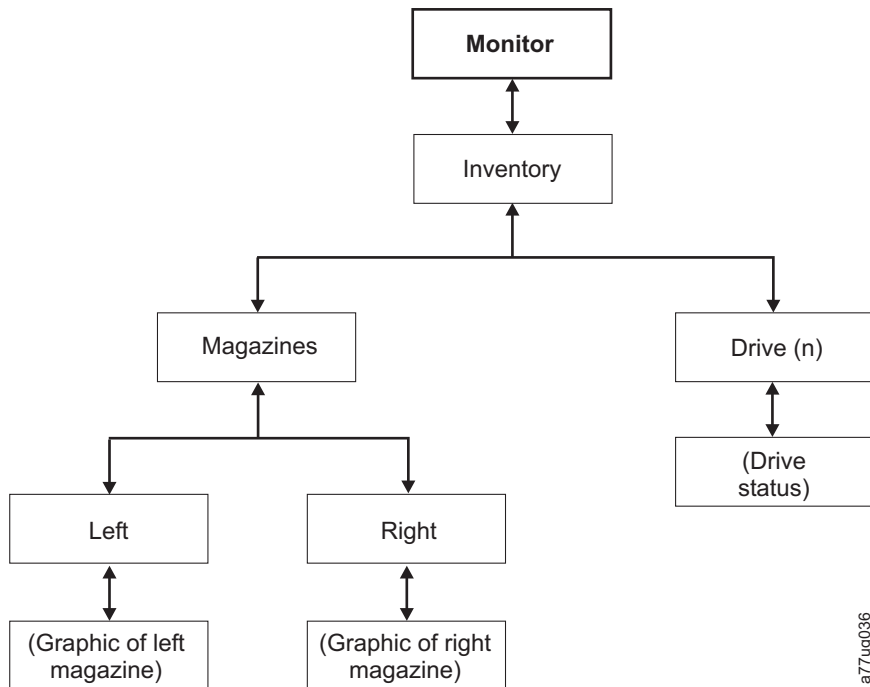 Monitor
Inventory
Magazines
Drive (n)
(Drive
status)
Left
Right
(Graphic of left
magazine)
(Graphic of right
magazine)
a77ug036